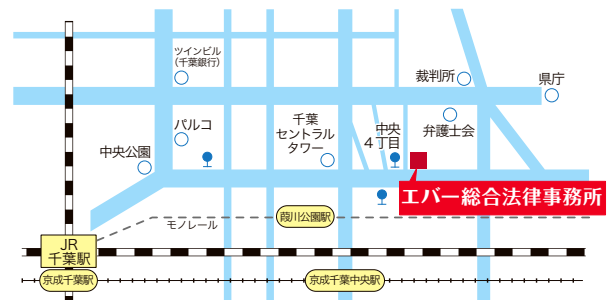 ツインビル
(千葉銀行)
裁判所
県庁
パルコ
千葉
セントラル
タワー
中央
4丁目
弁護士会
中央公園
エバー総合法律事務所
葭川公園駅
モノレール
JR
千葉駅
京成千葉駅
京成千葉中央駅